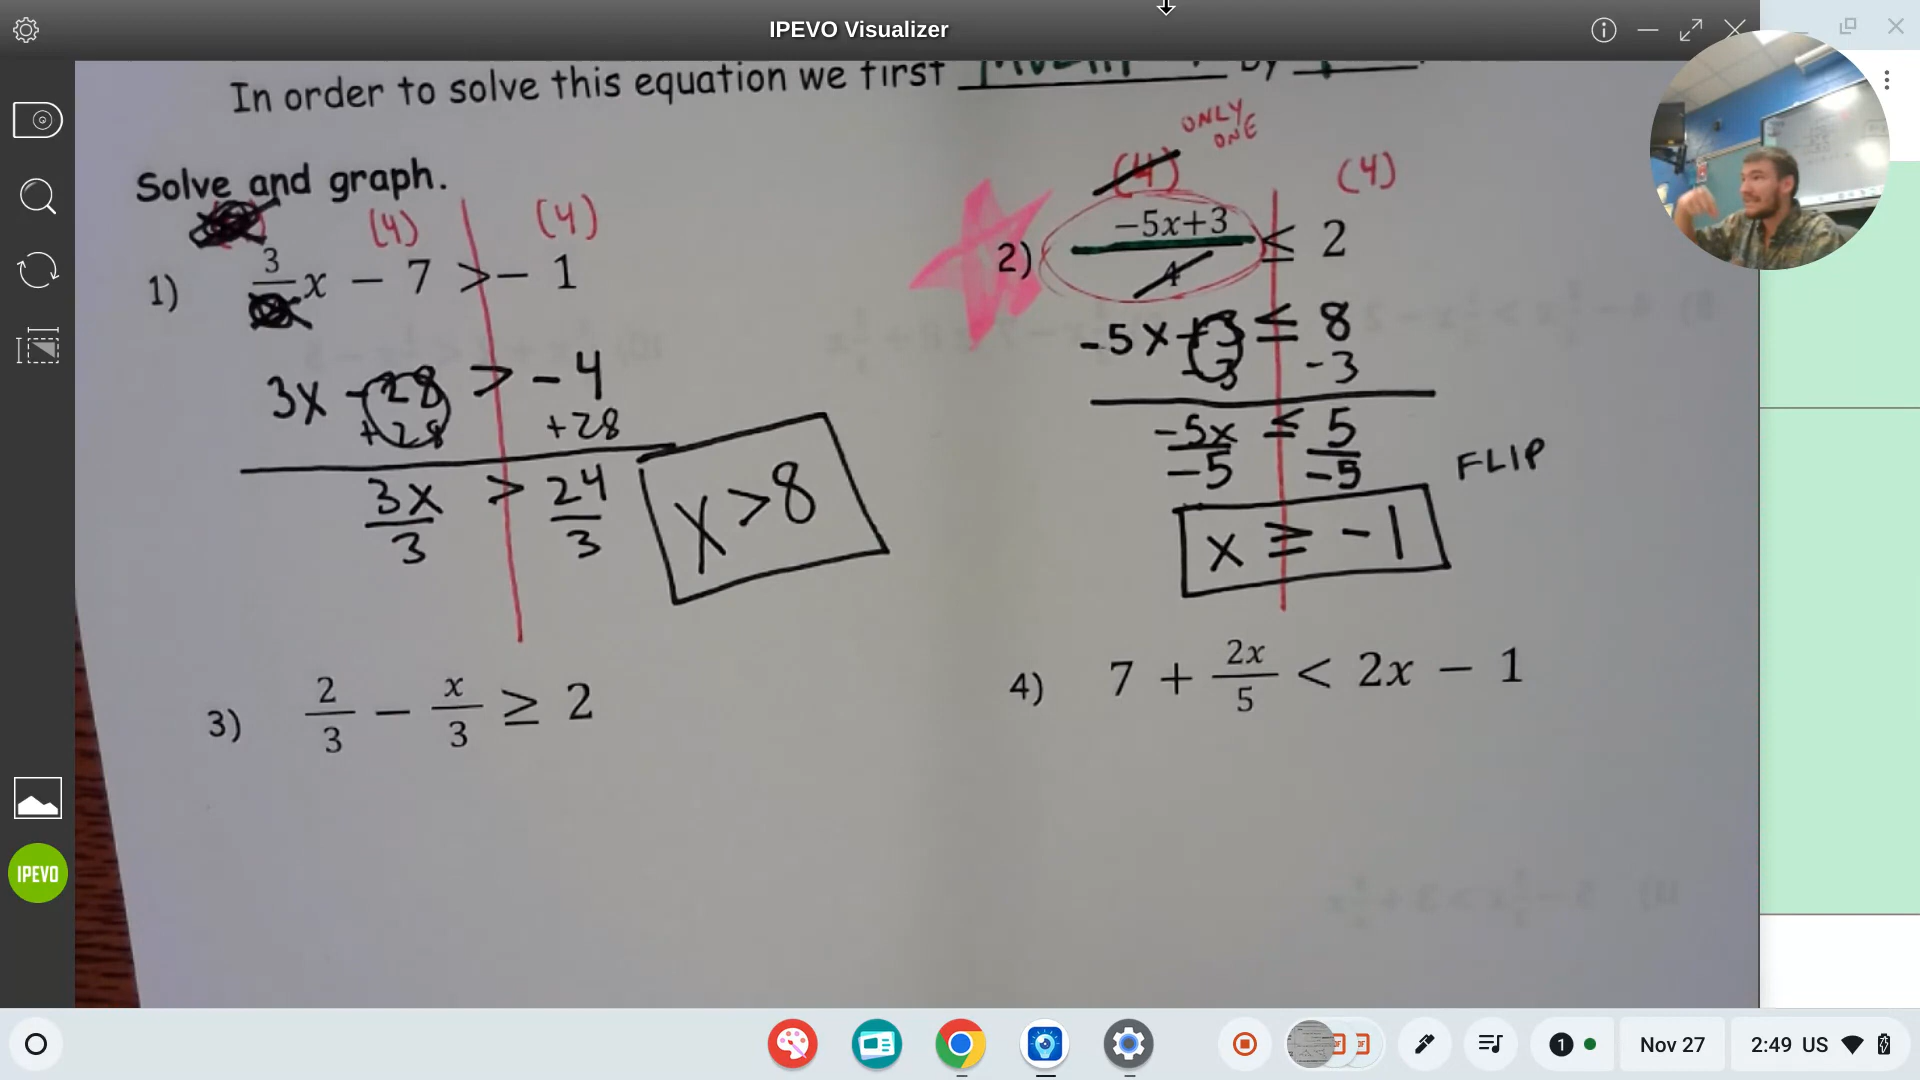 IPEVO Visualizer
In order to solve this equation we first by
Solve and graph.
ONLY
ONE
(4) (4)
(4) (4)
1) 3/ x − 7 > − 1
3x - 28 > - 4
+28 +28
3x/3 > 24/3
x > 8
2) −5x+3/4 ≤ 2
-5x +3 ≤ 8
-3 -3
-5x/-5 ≤ 5/-5
FLIP
x ≥ -1
3) 2/3 − x/3 ≥ 2
4) 7 + 2x/5 < 2x − 1
IPEVO
1
Nov 27
2:49 US